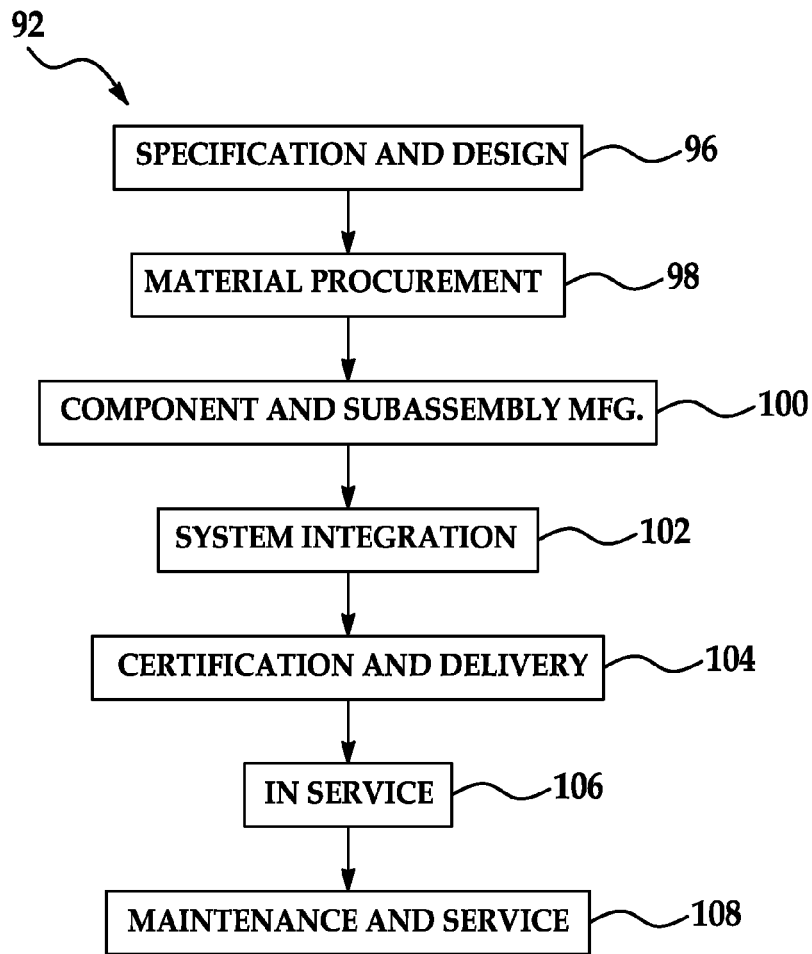 92
SPECIFICATION AND DESIGN 96
MATERIAL PROCUREMENT 98
COMPONENT AND SUBASSEMBLY MFG. 100
SYSTEM INTEGRATION 102
CERTIFICATION AND DELIVERY 104
IN SERVICE 106
MAINTENANCE AND SERVICE 108